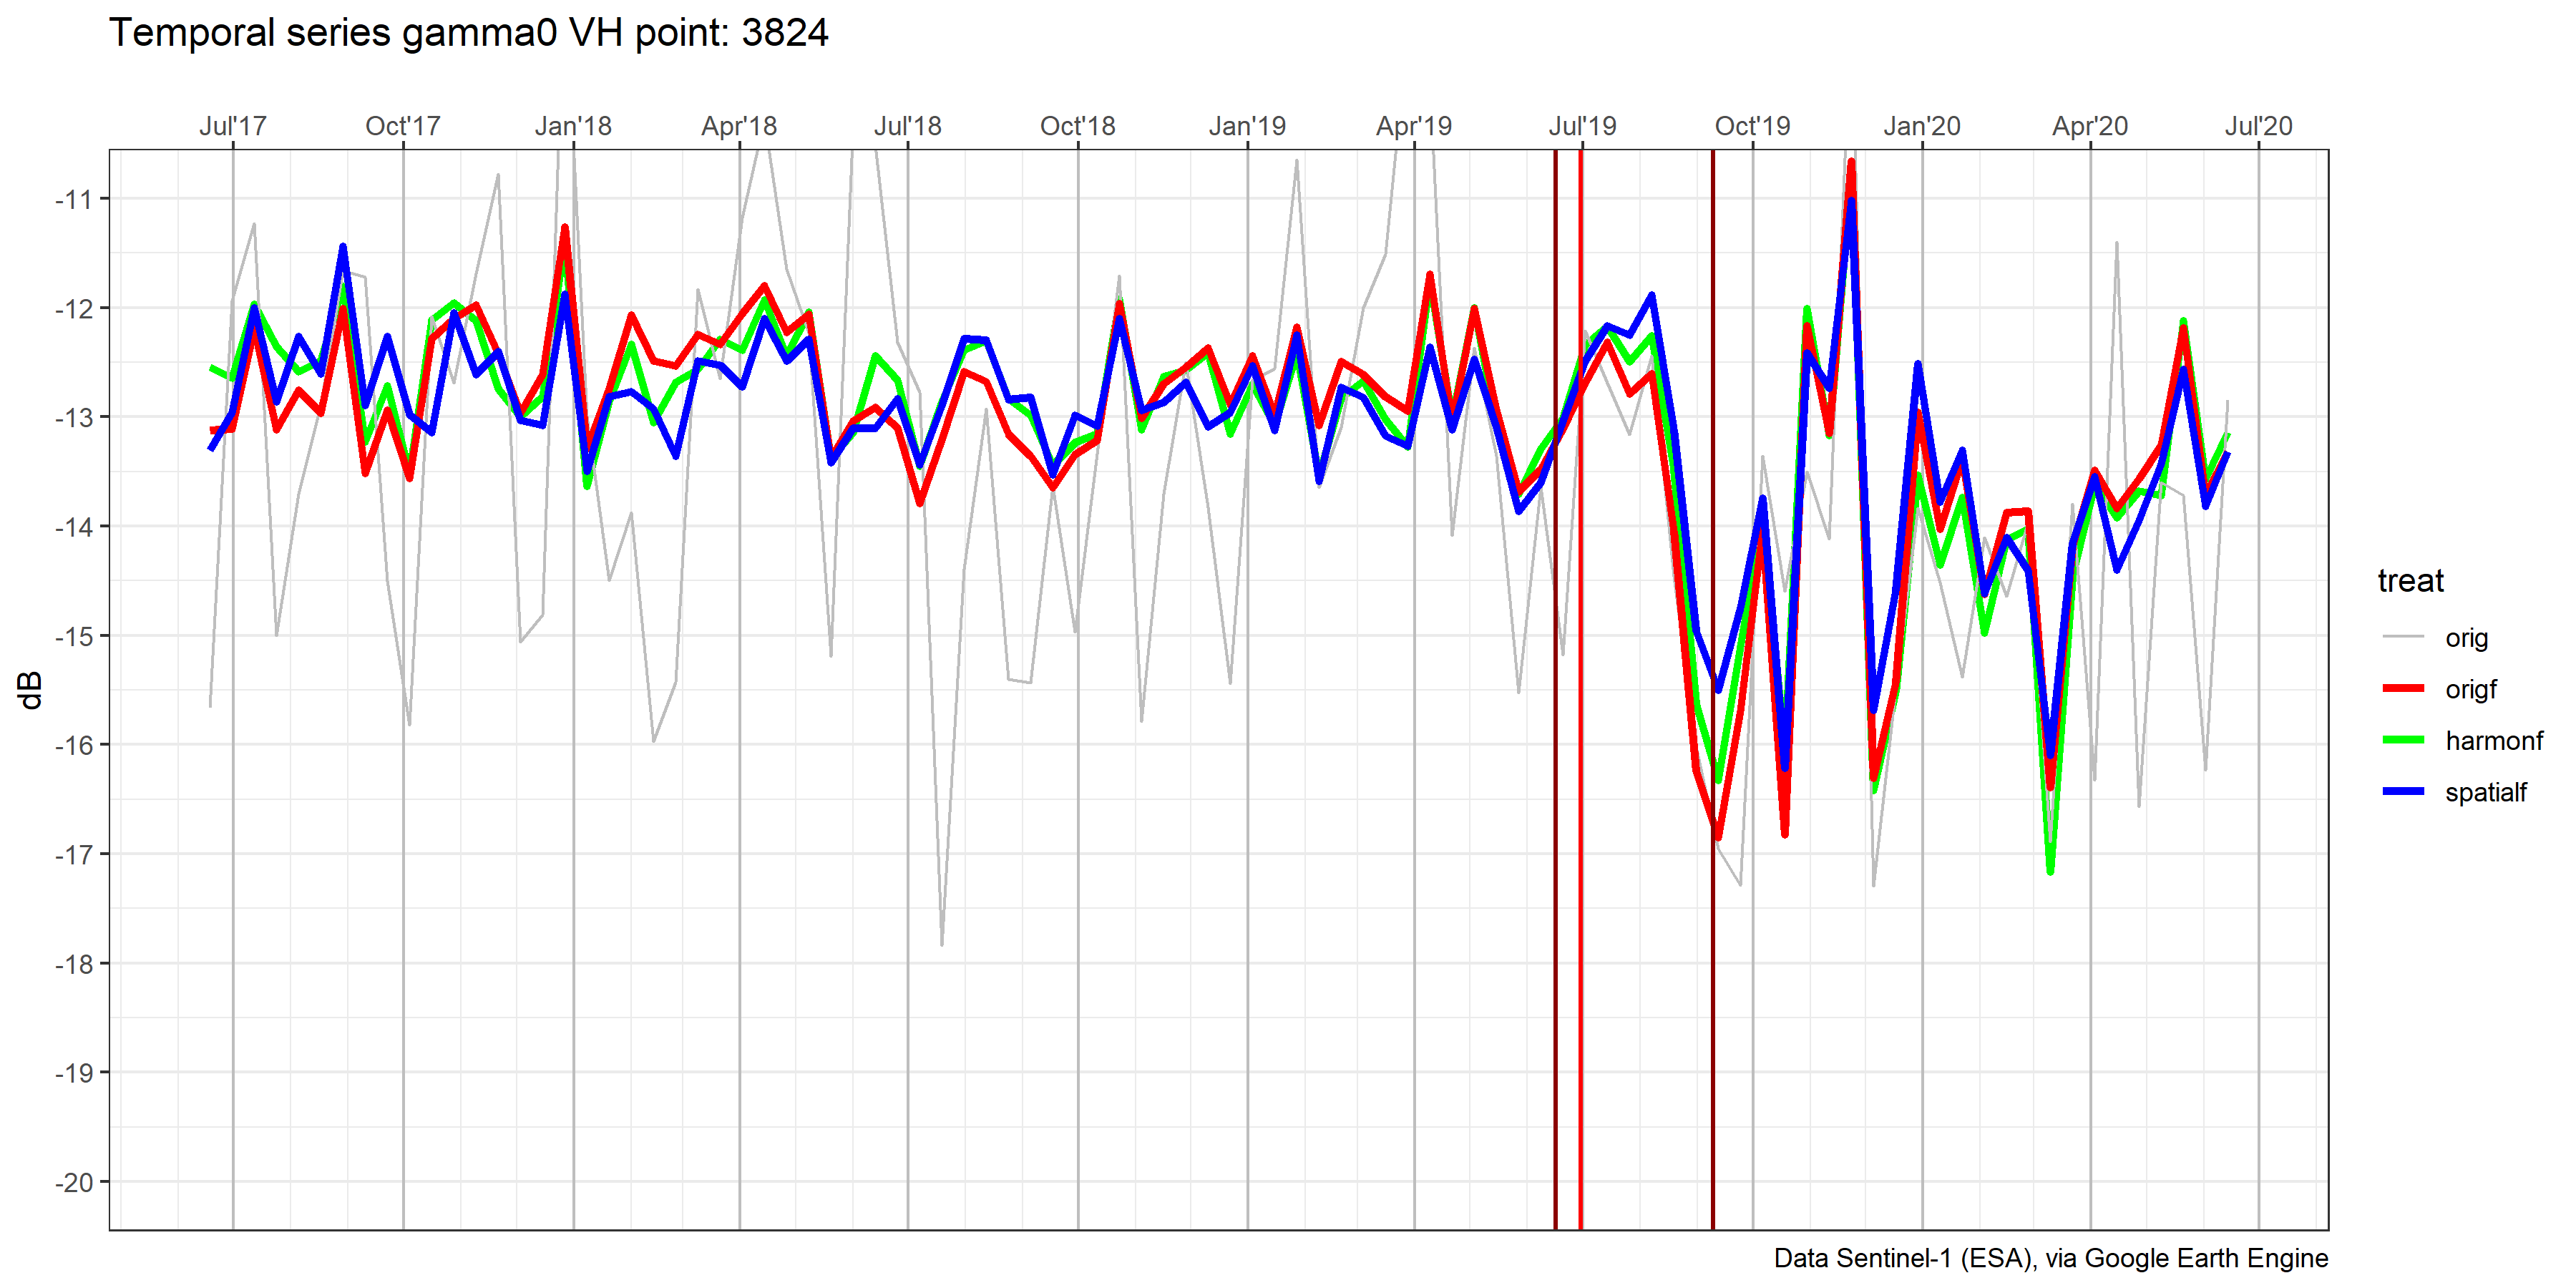 Temporal series gamma0 VH point: 3824
Jul'17 Oct'17 Jan'18 Apr'18 Jul'18 Oct'18 Jan'19 Apr'19 Jul'19 Oct'19 Jan'20 Apr'20 Jul'20
-11
-12
-13
-14
-15
-16
-17
-18
-19
-20
dB
treat
orig
origf
harmonf
spatialf
Data Sentinel-1 (ESA), via Google Earth Engine